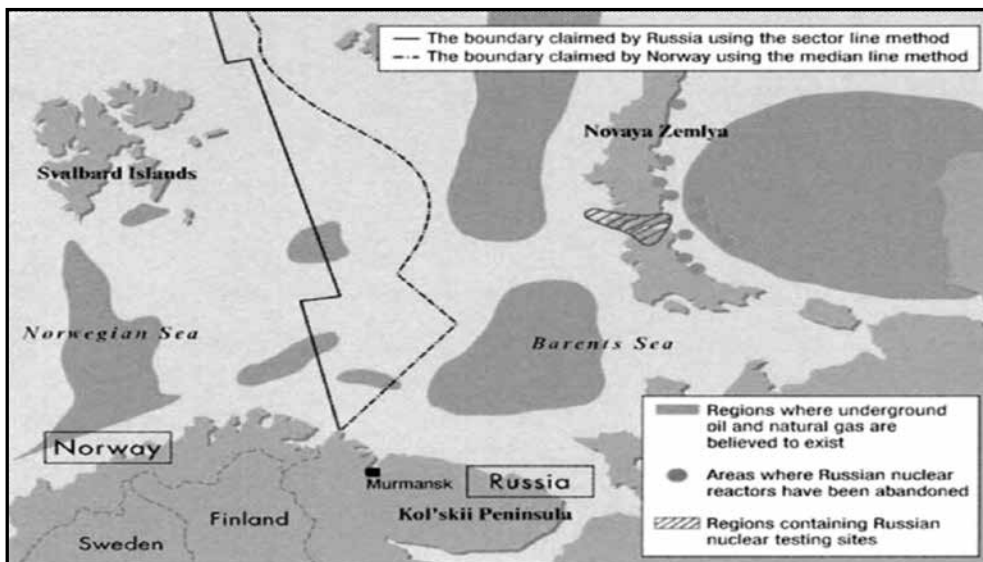 The boundary claimed by Russia using the sector line method
The boundary claimed by Norway using the median line method
Novaya Zemlya
Svalbard Islands
Norwegian Sea
Barents Sea
Norway
Murmansk
Russia
Kol'skii Peninsula
Finland
Sweden
Regions where underground
oil and natural gas are
believed to exist
Areas where Russian nuclear
reactors have been abandoned
Regions containing Russian
nuclear testing sites